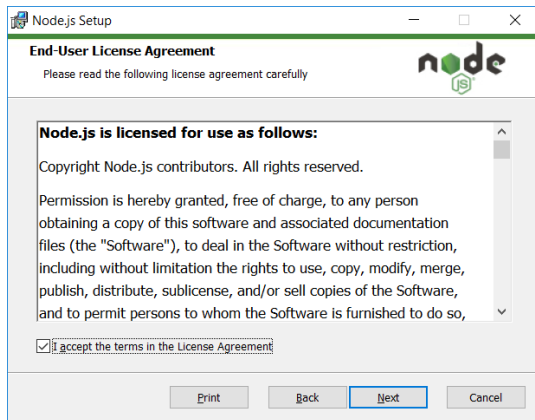 Node.js Setup
End-User License Agreement
Please read the following license agreement carefully
node
JS
Node.js is licensed for use as follows:
Copyright Node.js contributors. All rights reserved.
Permission is hereby granted, free of charge, to any person
obtaining a copy of this software and associated documentation
files (the "Software"), to deal in the Software without restriction,
including without limitation the rights to use, copy, modify, merge,
publish, distribute, sublicense, and/or sell copies of the Software,
and to permit persons to whom the Software is furnished to do so,
I accept the terms in the License Agreement
Print Back Next Cancel